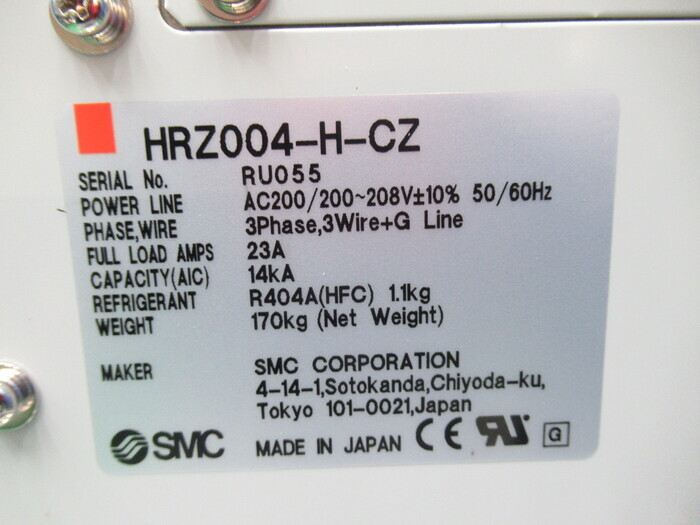 HRZ004-H-CZ
SERIAL No. RU055
POWER LINE AC200/200~208V±10% 50/60Hz
PHASE,WIRE 3Phase,3Wire+G Line
FULL LOAD AMPS 23A
CAPACITY(AIC) 14kA
REFRIGERANT R404A(HFC) 1.1kg
WEIGHT 170kg (Net Weight)
MAKER SMC CORPORATION
4-14-1,Sotokanda,Chiyoda-ku,
Tokyo 101-0021,Japan
SMC MADE IN JAPAN CE RU G